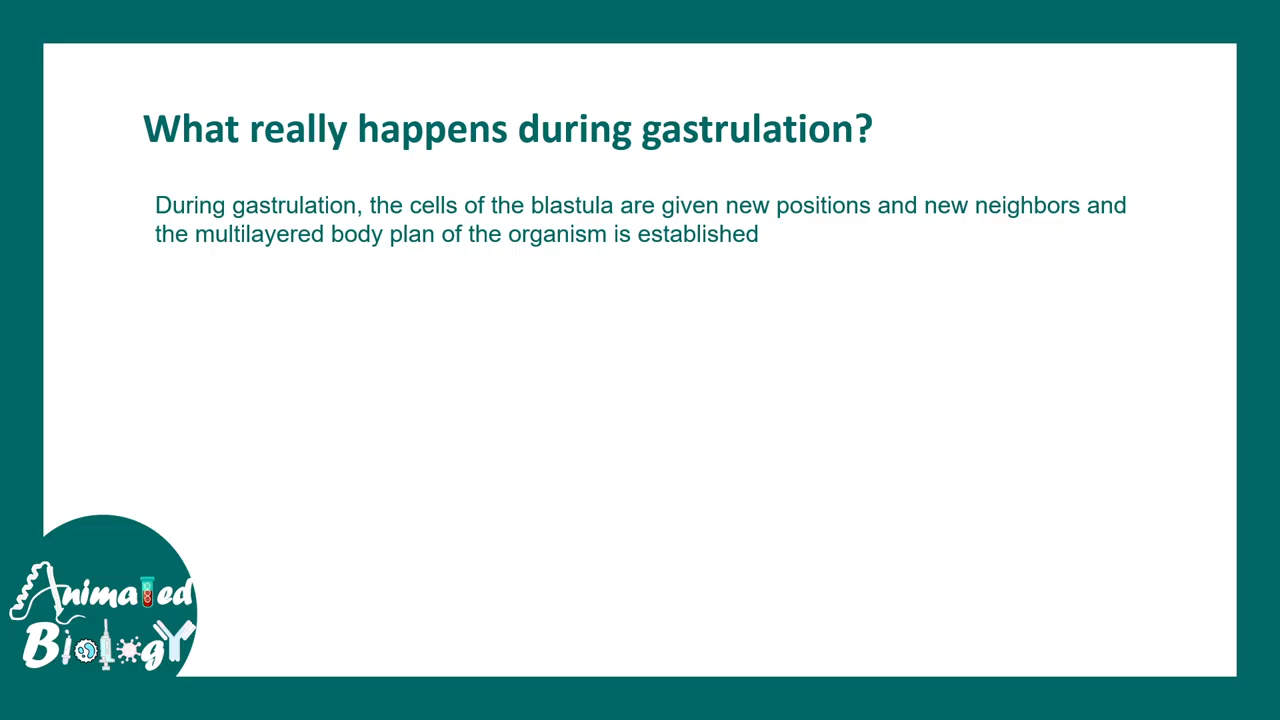 What really happens during gastrulation?
During gastrulation, the cells of the blastula are given new positions and new neighbors and
the multilayered body plan of the organism is established
Animated
Biology